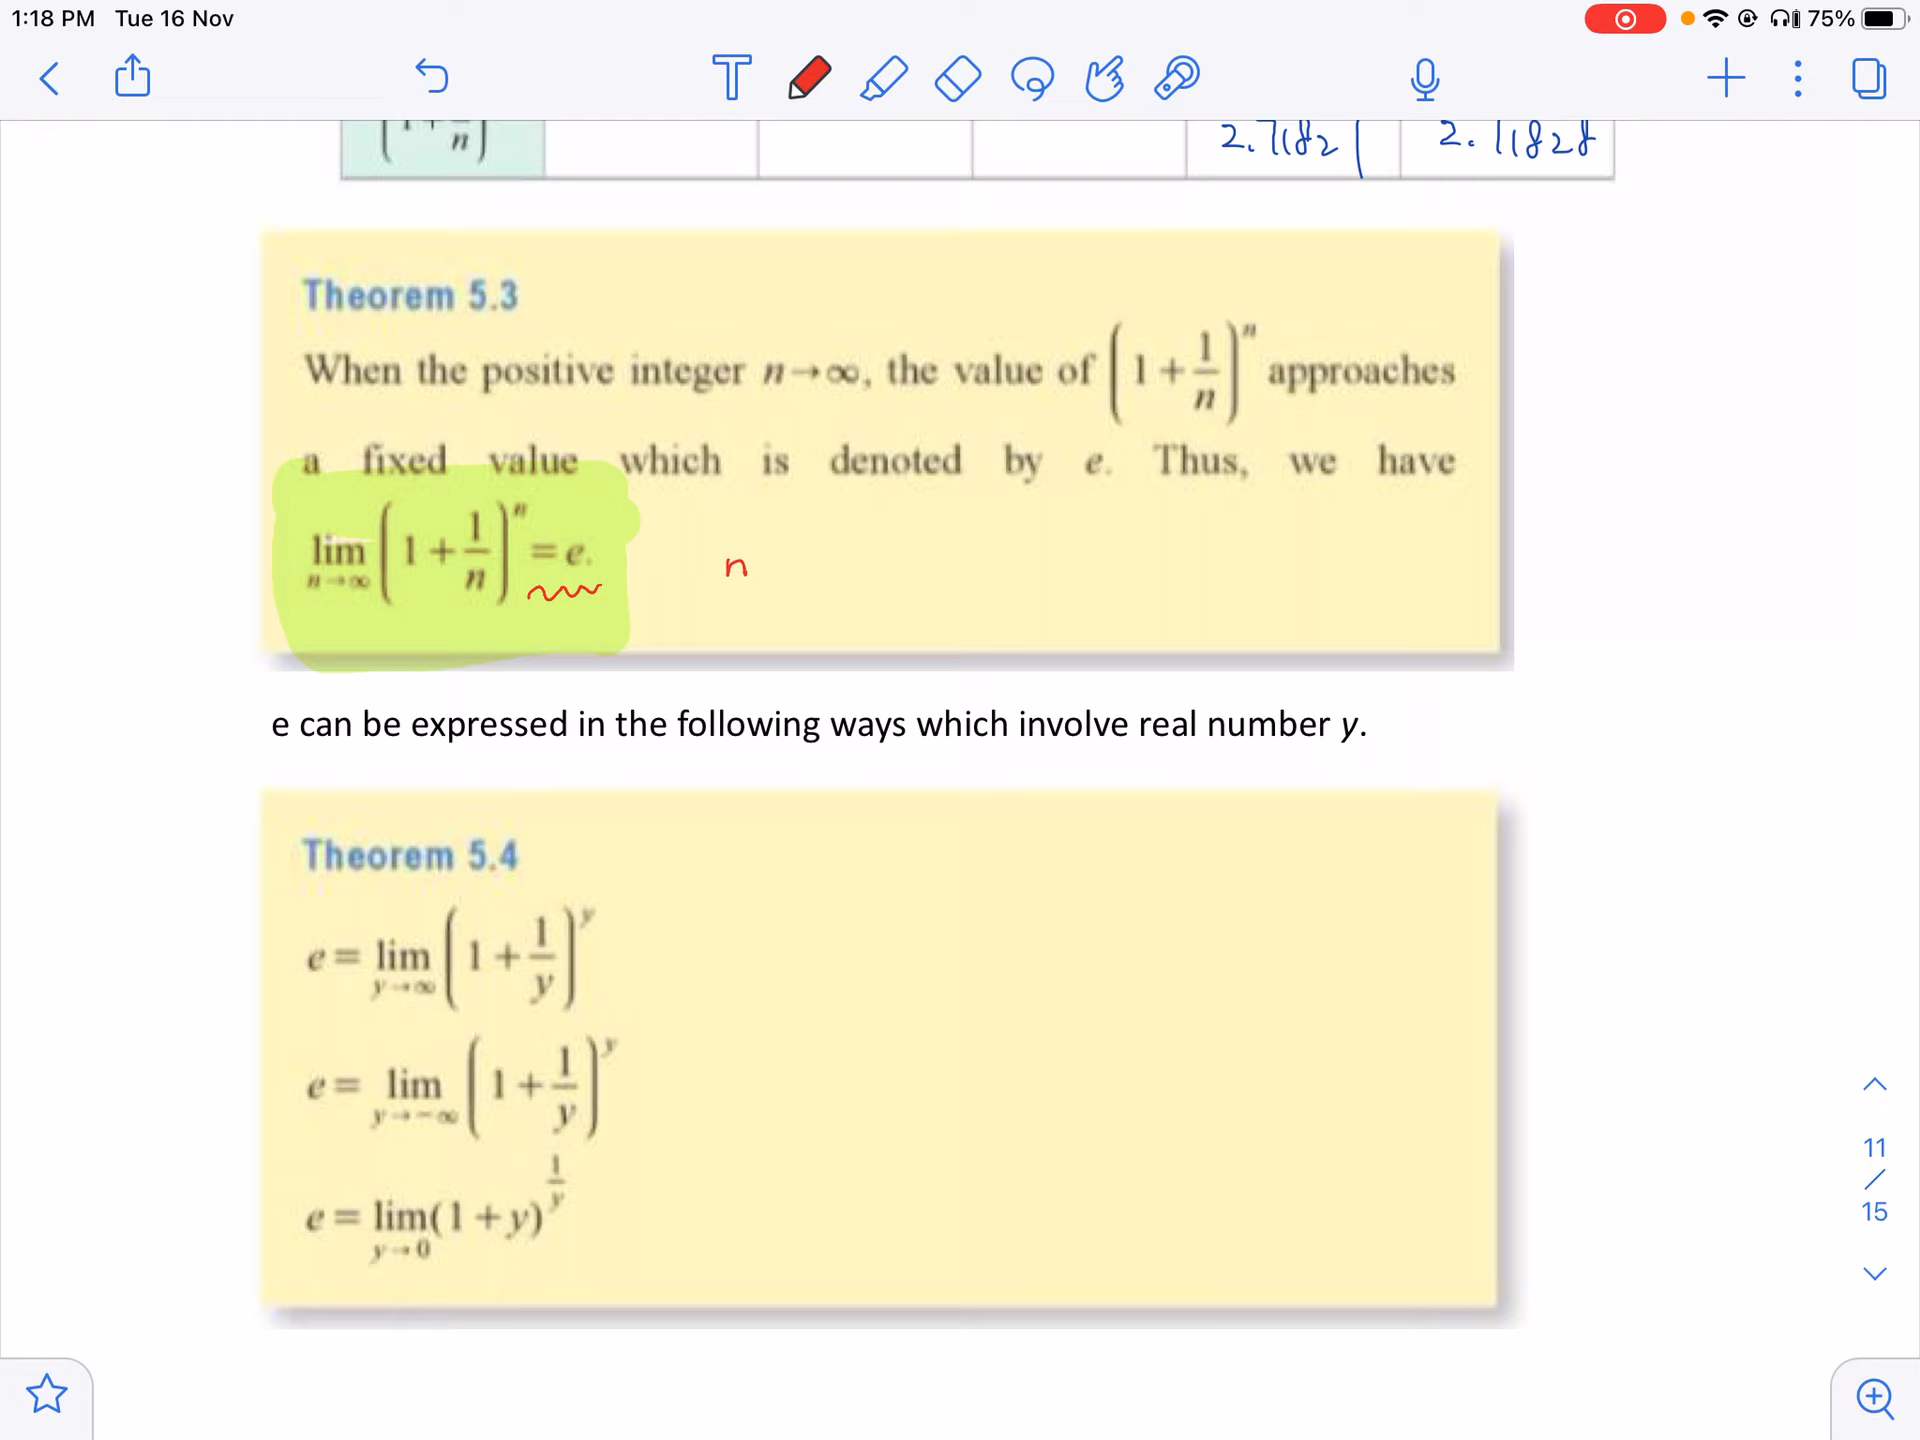 1:18 PM Tue 16 Nov
75%
T
(1 + 1/n)
2.71821
2.71828
Theorem 5.3
When the positive integer n→∞, the value of (1 + 1/n)^n approaches
a fixed value which is denoted by e. Thus, we have
lim n→∞ (1 + 1/n)^n = e.
n
e can be expressed in the following ways which involve real number y.
Theorem 5.4
e = lim y→∞ (1 + 1/y)^y
e = lim y→-∞ (1 + 1/y)^y
e = lim y→0 (1 + y)^1/y
11
/
15